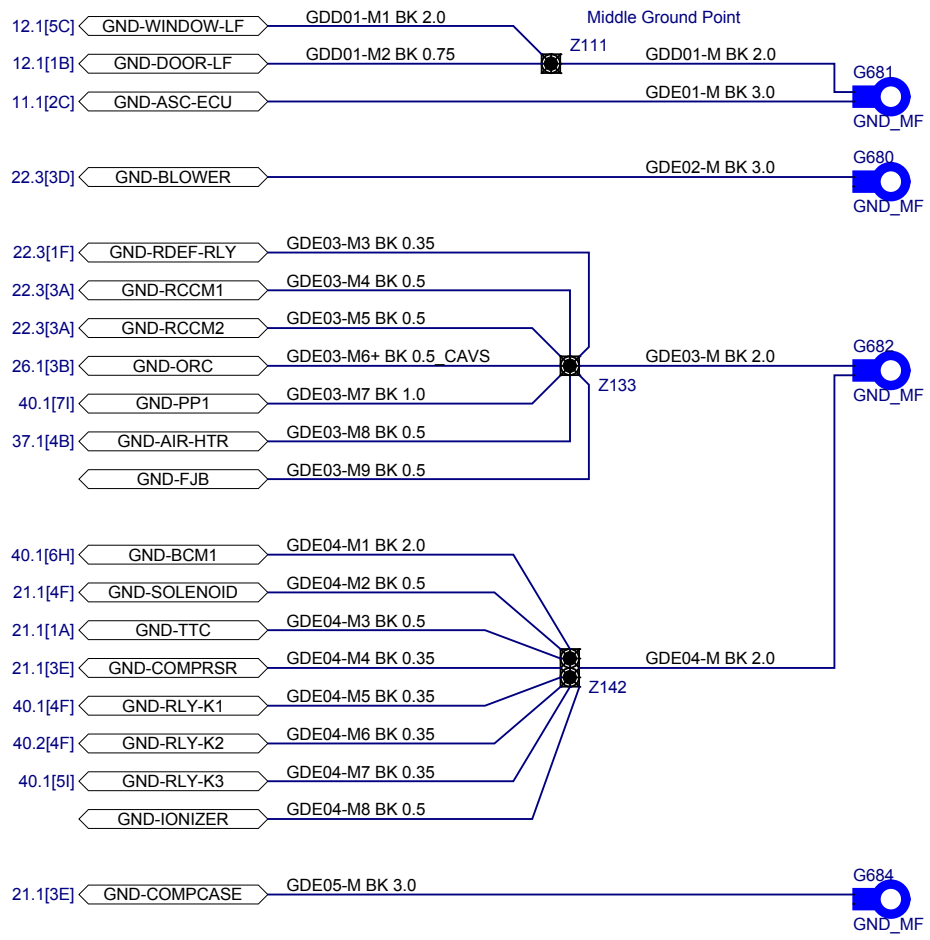 Middle Ground Point
12.1[5C] GND-WINDOW-LF GDD01-M1 BK 2.0
Z111
12.1[1B] GND-DOOR-LF GDD01-M2 BK 0.75 GDD01-M BK 2.0
G681
11.1[2C] GND-ASC-ECU GDE01-M BK 3.0
GND_MF
G680
22.3[3D] GND-BLOWER GDE02-M BK 3.0
GND_MF
22.3[1F] GND-RDEF-RLY GDE03-M3 BK 0.35
22.3[3A] GND-RCCM1 GDE03-M4 BK 0.5
22.3[3A] GND-RCCM2 GDE03-M5 BK 0.5
G682
26.1[3B] GND-ORC GDE03-M6+ BK 0.5_CAVS GDE03-M BK 2.0
Z133
GND_MF
40.1[7I] GND-PP1 GDE03-M7 BK 1.0
37.1[4B] GND-AIR-HTR GDE03-M8 BK 0.5
GND-FJB GDE03-M9 BK 0.5
40.1[6H] GND-BCM1 GDE04-M1 BK 2.0
21.1[4F] GND-SOLENOID GDE04-M2 BK 0.5
21.1[1A] GND-TTC GDE04-M3 BK 0.5
21.1[3E] GND-COMPRSR GDE04-M4 BK 0.35 GDE04-M BK 2.0
Z142
40.1[4F] GND-RLY-K1 GDE04-M5 BK 0.35
40.2[4F] GND-RLY-K2 GDE04-M6 BK 0.35
40.1[5I] GND-RLY-K3 GDE04-M7 BK 0.35
GND-IONIZER GDE04-M8 BK 0.5
G684
21.1[3E] GND-COMPCASE GDE05-M BK 3.0
GND_MF